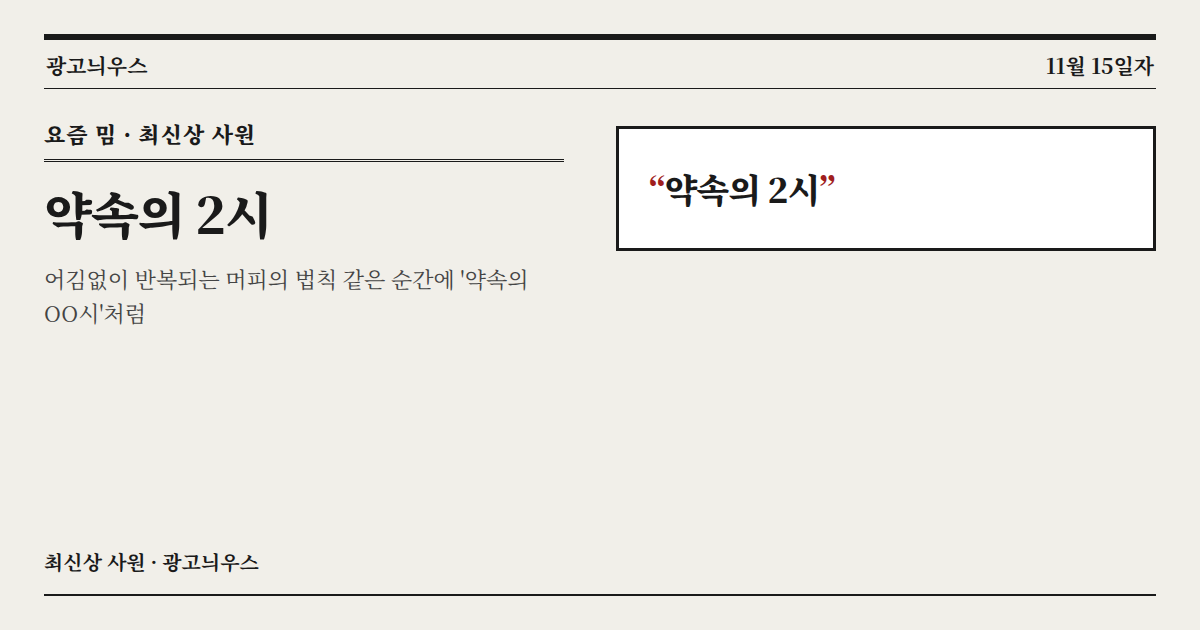 광고늬우스
11월 15일자
요즘 밈 · 최신상 사원
약속의 2시
어김없이 반복되는 머피의 법칙 같은 순간에 '약속의
OO시'처럼
“약속의 2시”
최신상 사원 · 광고늬우스